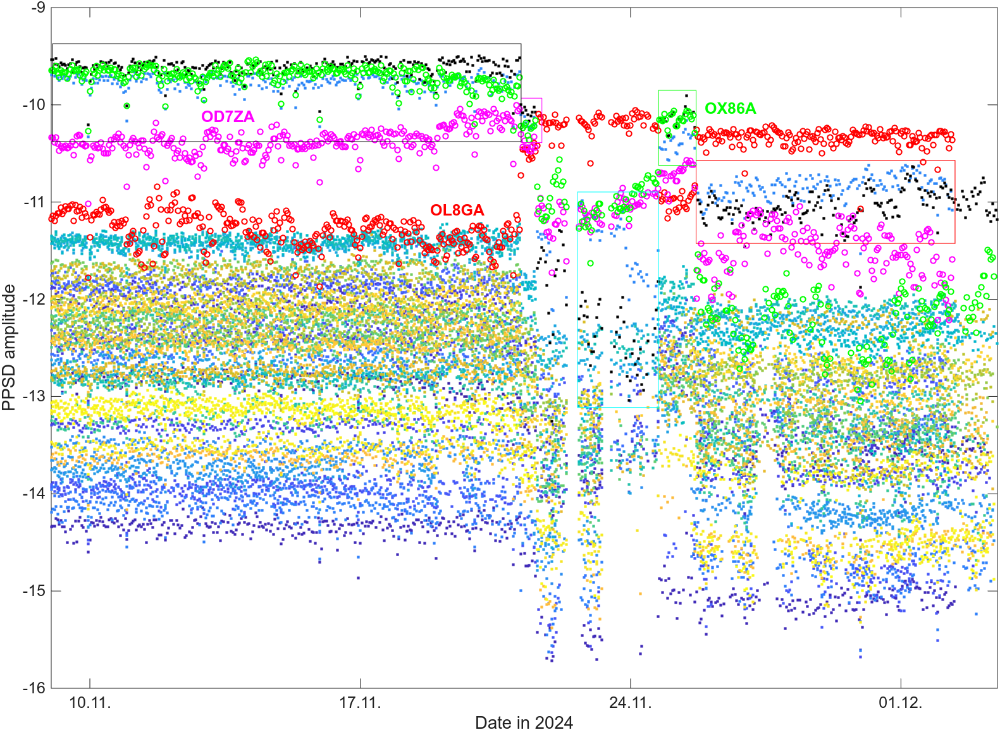 -9
OX86A
-10
OD7ZA
-11
OL8GA
-12
-13
-14
-15
-16
PPSD amplitude
10.11.
17.11.
24.11.
01.12.
Date in 2024